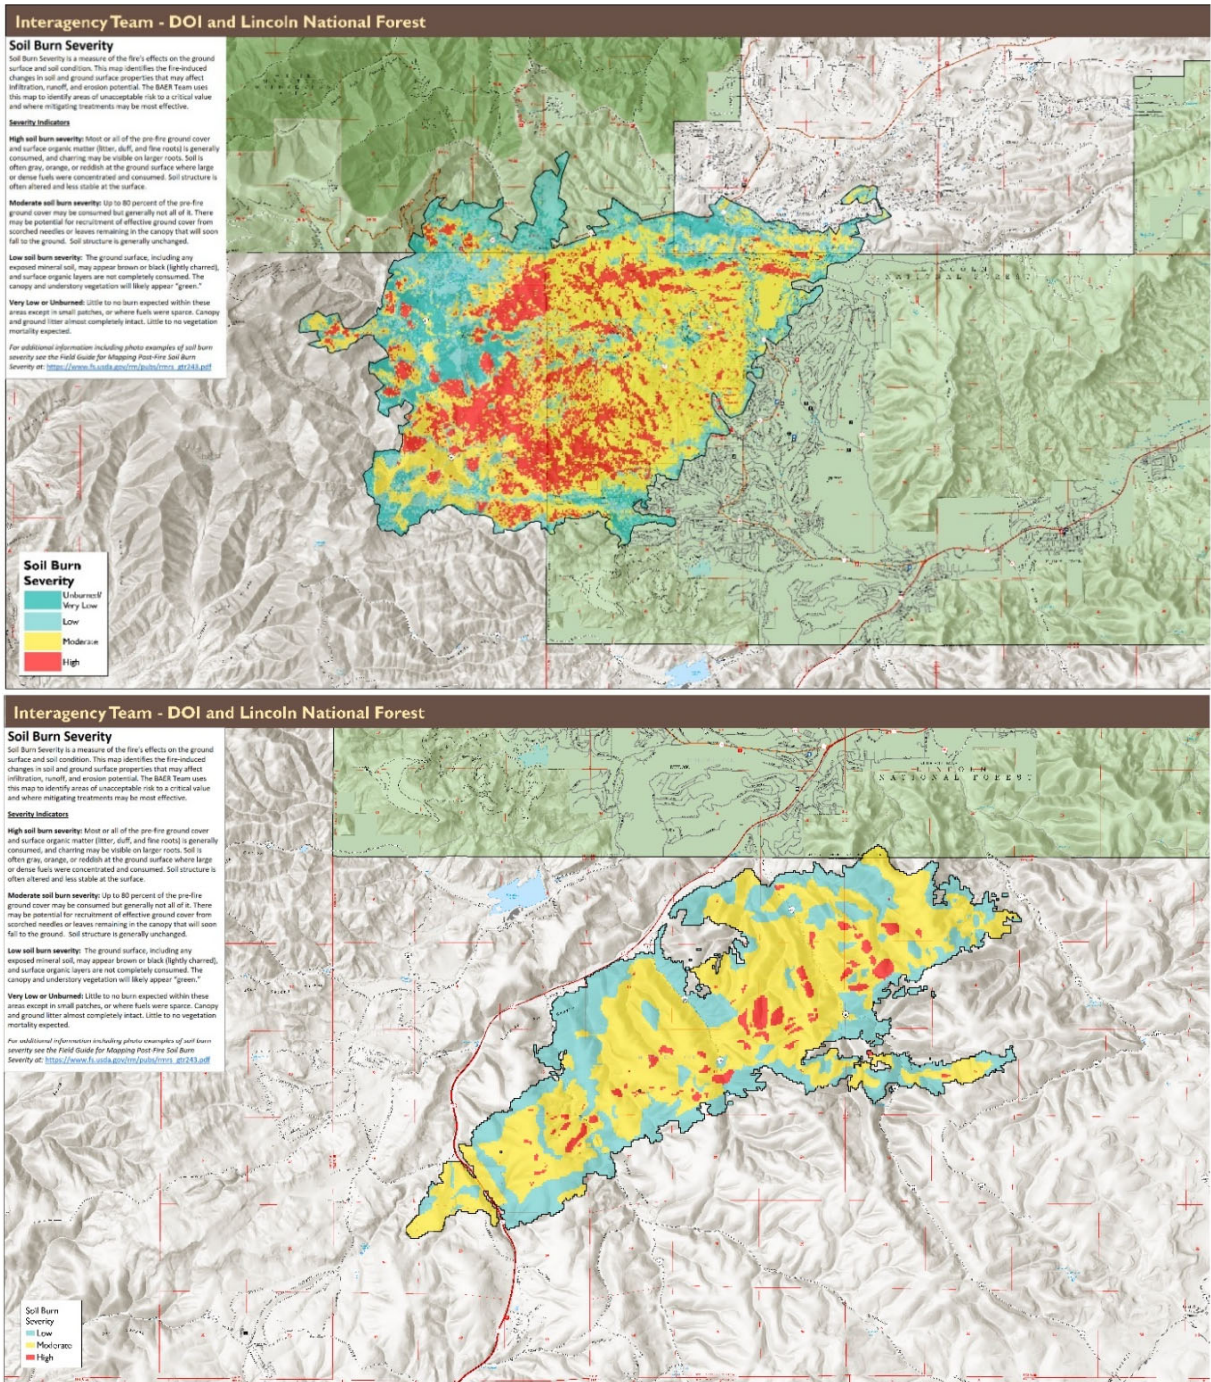 Interagency Team - DOI and Lincoln National Forest
Soil Burn Severity
Soil Burn Severity is a measure of the fire's effects on the ground
surface and soil condition. This map identifies the fire-induced
changes in soil and ground surface properties that may affect
infiltration, runoff, and erosion potential. The BAER Team uses
this map to identify areas of unacceptable risk to a critical value
and where mitigating treatments may be most effective.
Severity Indicators
High soil burn severity: Most or all of the pre-fire ground cover
and surface organic matter (litter, duff, and fine roots) is generally
consumed, and charring may be visible on larger roots. Soil is
often gray, orange, or reddish at the ground surface where large
or dense fuels were concentrated and consumed. Soil structure is
often altered and less stable at the surface.
Moderate soil burn severity: Up to 80 percent of the pre-fire
ground cover may be consumed but generally not all of it. There
may be potential for recruitment of effective ground cover from
scorched needles or leaves remaining in the canopy that will soon
fall to the ground. Soil structure is generally unchanged.
Low soil burn severity: The ground surface, including any
exposed mineral soil, may appear brown or black (lightly charred),
and surface organic layers are not completely consumed. The
canopy and understory vegetation will likely appear "green."
Very Low or Unburned: Little to no burn expected within these
areas except in small patches, or where fuels were sparce. Canopy
and ground litter almost completely intact. Little to no vegetation
mortality expected.
For additional information including photo examples of soil burn
severity see the Field Guide for Mapping Post-Fire Soil Burn
Severity at: https://www.fs.usda.gov/rm/pubs/rmrs_gtr243.pdf
LINCOLN
NATIONAL FOREST
Soil Burn
Severity
Unburned/
Very Low
Low
Moderate
High
Interagency Team - DOI and Lincoln National Forest
Soil Burn Severity
Soil Burn Severity is a measure of the fire's effects on the ground
surface and soil condition. This map identifies the fire-induced
changes in soil and ground surface properties that may affect
infiltration, runoff, and erosion potential. The BAER Team uses
this map to identify areas of unacceptable risk to a critical value
and where mitigating treatments may be most effective.
Severity Indicators
High soil burn severity: Most or all of the pre-fire ground cover
and surface organic matter (litter, duff, and fine roots) is generally
consumed, and charring may be visible on larger roots. Soil is
often gray, orange, or reddish at the ground surface where large
or dense fuels were concentrated and consumed. Soil structure is
often altered and less stable at the surface.
Moderate soil burn severity: Up to 80 percent of the pre-fire
ground cover may be consumed but generally not all of it. There
may be potential for recruitment of effective ground cover from
scorched needles or leaves remaining in the canopy that will soon
fall to the ground. Soil structure is generally unchanged.
Low soil burn severity: The ground surface, including any
exposed mineral soil, may appear brown or black (lightly charred),
and surface organic layers are not completely consumed. The
canopy and understory vegetation will likely appear "green."
Very Low or Unburned: Little to no burn expected within these
areas except in small patches, or where fuels were sparce. Canopy
and ground litter almost completely intact. Little to no vegetation
mortality expected.
For additional information including photo examples of soil burn
severity see the Field Guide for Mapping Post-Fire Soil Burn
Severity at: https://www.fs.usda.gov/rm/pubs/rmrs_gtr243.pdf
LINCOLN
NATIONAL FOREST
Soil Burn
Severity
Low
Moderate
High